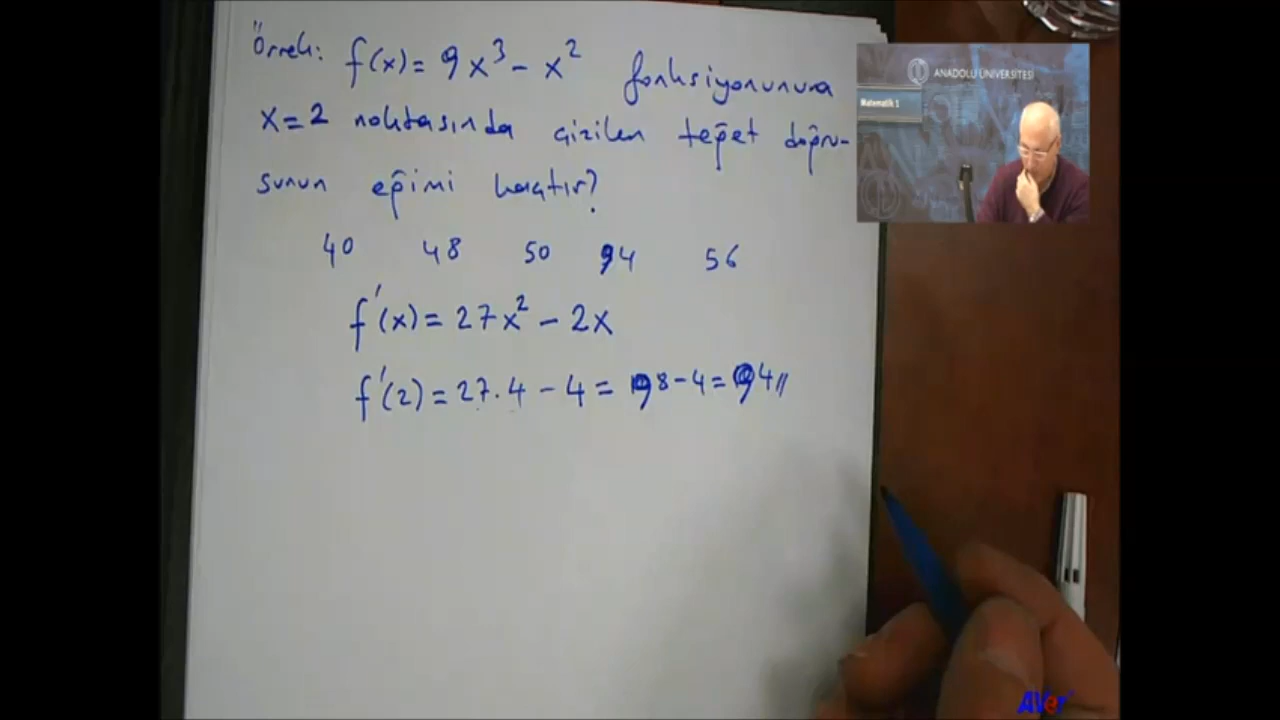 Örnek: f(x) = 9x³ - x² fonksiyonununa
x=2 noktasında çizilen teğet doğru-
sunun eğimi kaçtır?
40 48 50 94 56
f'(x) = 27x² - 2x
f'(2) = 27.4 - 4 = 98 - 4 = 94 //
ANADOLU ÜNİVERSİTESİ
Matematik 1
AVer